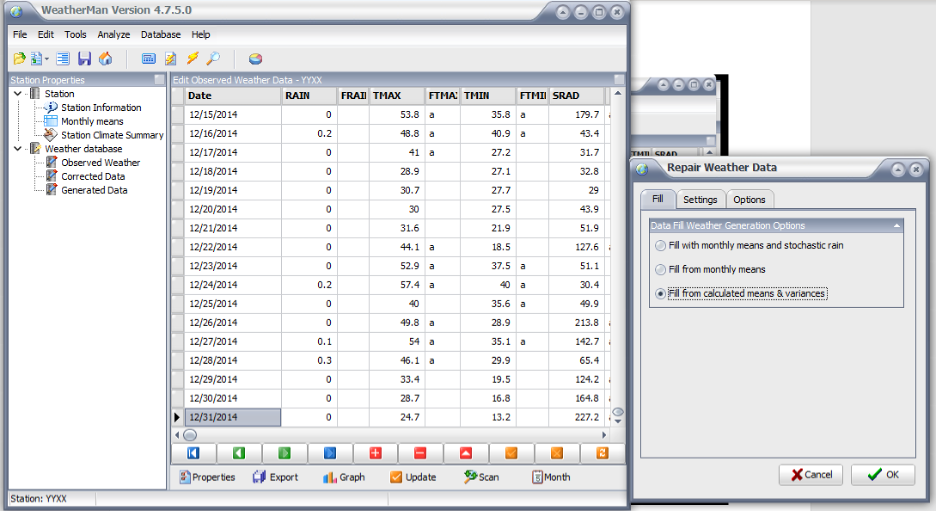 WeatherMan Version 4.7.5.0
File Edit Tools Analyze Database Help
Station Properties
Station
Station Information
Monthly means
Station Climate Summary
Weather database
Observed Weather
Corrected Data
Generated Data
Edit Observed Weather Data - YYXX
Date RAIN FRAI TMAX FTMA TMIN FTMI SRAD
12/15/2014 0 53.8 a 35.8 a 179.7
12/16/2014 0.2 48.8 a 40.9 a 43.4
12/17/2014 0 41 a 27.2 31.7
12/18/2014 0 28.9 27.1 32.8
12/19/2014 0 30.7 27.7 29
12/20/2014 0 30 27.5 43.9
12/21/2014 0 31.6 21.9 51.9
12/22/2014 0 44.1 a 18.5 127.6
12/23/2014 0 52.9 a 37.5 a 51.1
12/24/2014 0.2 57.4 a 40 a 30.4
12/25/2014 0 40 35.6 a 49.9
12/26/2014 0 49.8 a 28.9 213.8
12/27/2014 0.1 54 a 35.1 a 142.7
12/28/2014 0.3 46.1 a 29.9 65.4
12/29/2014 0 33.4 19.5 124.2
12/30/2014 0 28.7 16.8 164.8
12/31/2014 0 24.7 13.2 227.2
Properties Export Graph Update Scan Month
Station: YYXX
Repair Weather Data
Fill Settings Options
Data Fill Weather Generation Options
Fill with monthly means and stochastic rain
Fill from monthly means
Fill from calculated means & variances
Cancel OK